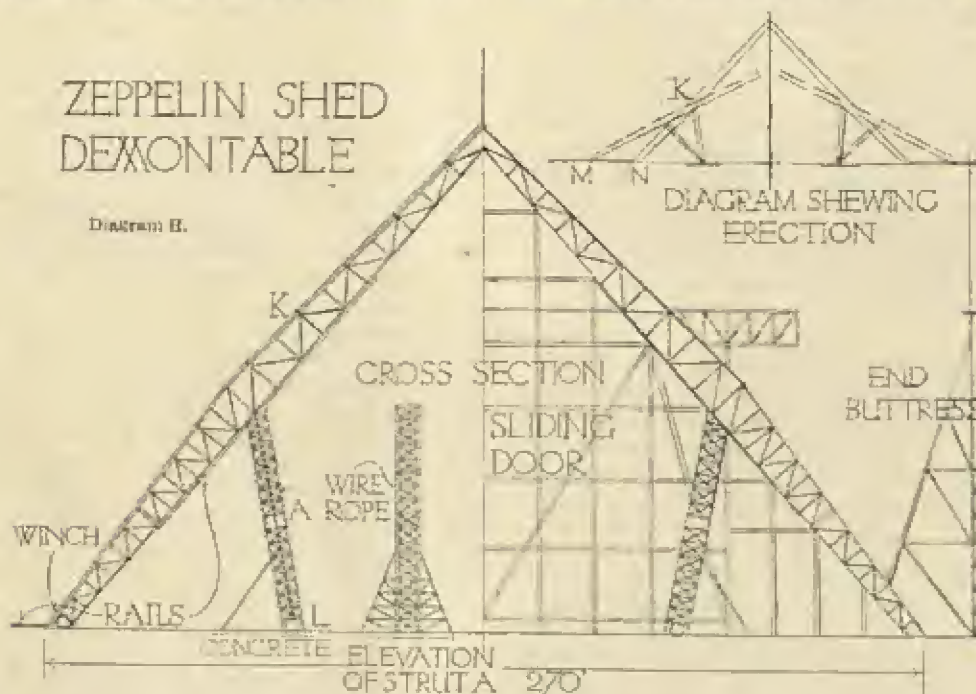 ZEPPELIN SHED
DEMONTABLE
Diagram H.
K
M N
DIAGRAM SHEWING
ERECTION
K
CROSS SECTION
END
BUTTRESS
SLIDING
DOOR
WIRE
ROPE
A
WINCH
RAILS
L
CONCRETE
ELEVATION
OF STRUT A 270'